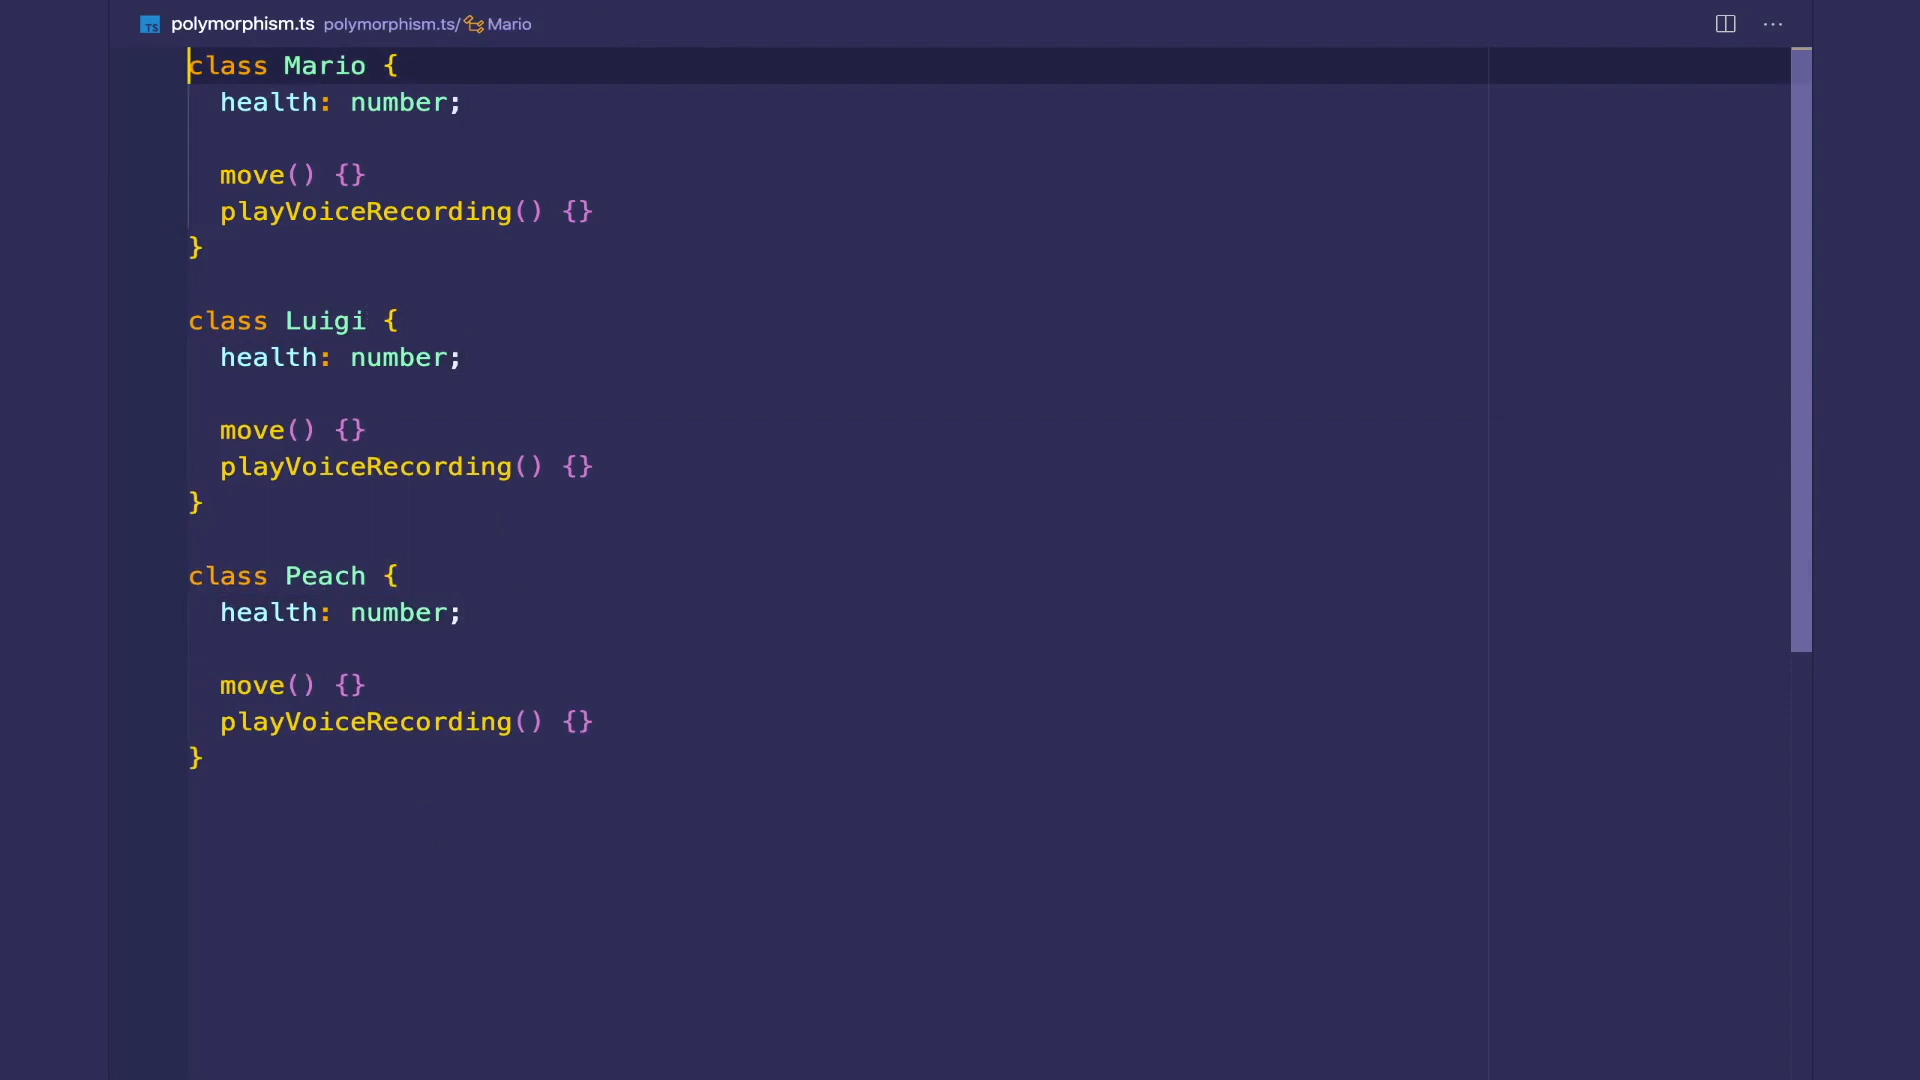 TS polymorphism.ts polymorphism.ts/ Mario ...
class Mario {
  health: number;
  move() {}
  playVoiceRecording() {}
}
class Luigi {
  health: number;
  move() {}
  playVoiceRecording() {}
}
class Peach {
  health: number;
  move() {}
  playVoiceRecording() {}
}